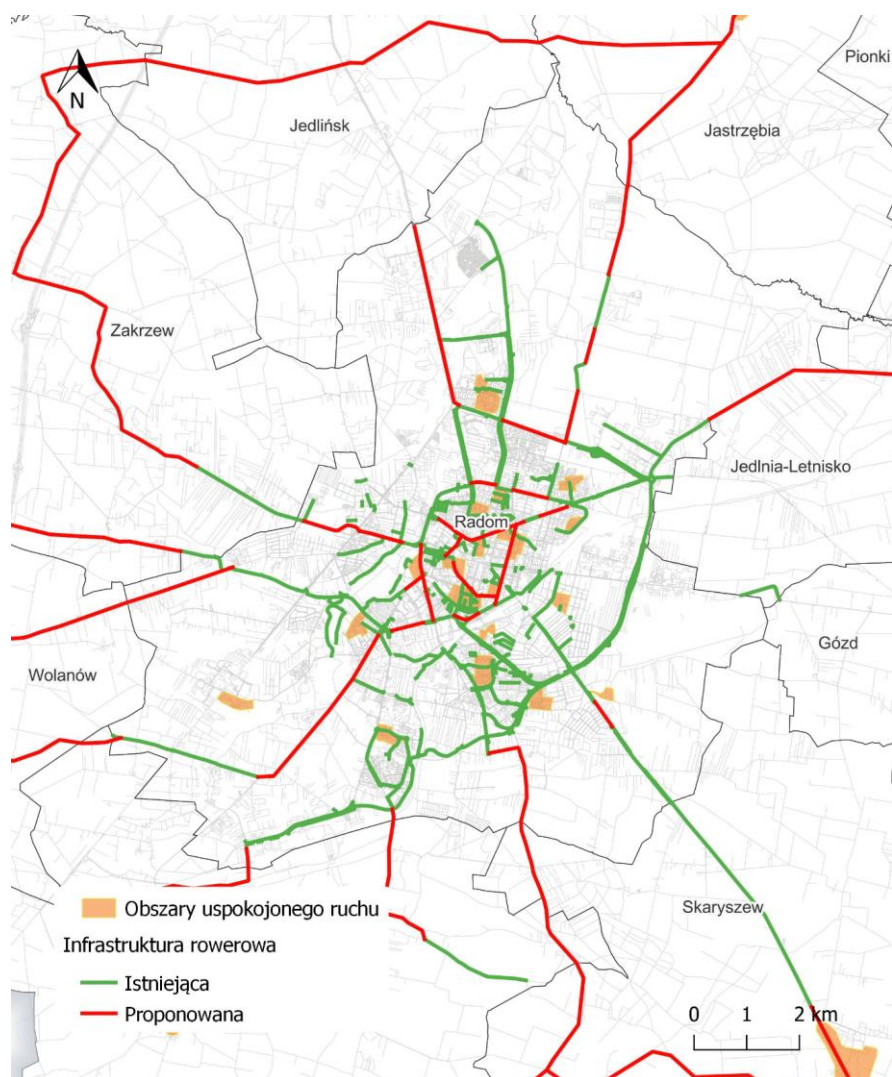 Pionki
N
Jedlińsk
Jastrzębia
Zakrzew
Jedlnia-Letnisko
Radom
Gózd
Wolanów
Skaryszew
Obszary uspokojonego ruchu
Infrastruktura rowerowa
Istniejąca
Proponowana
0 1 2 km